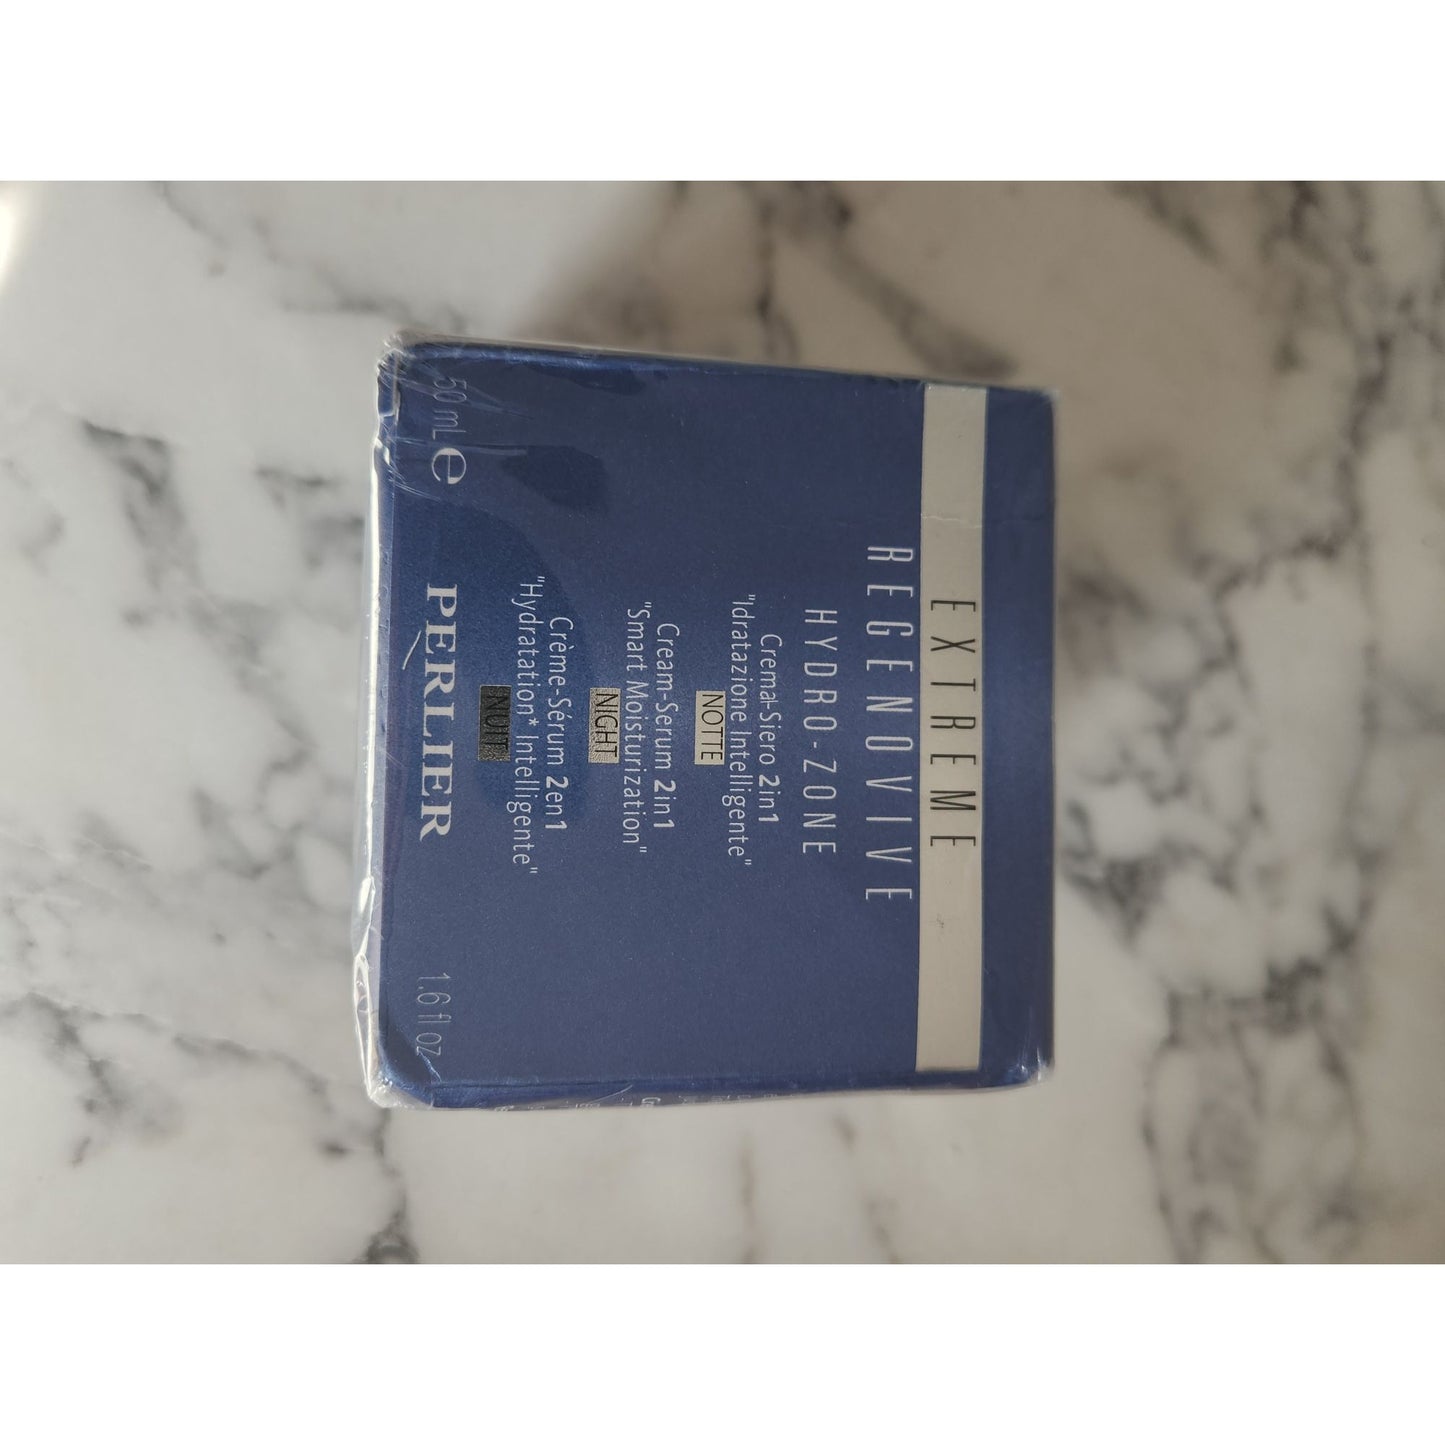 EXTREME
REGENOVIVE
HYDRO-ZONE
Crema-Siero 2in1
"Idratazione Intelligente"
NOTTE
Cream-Serum 2in1
"Smart Moisturization"
NIGHT
Crème-Sérum 2en1
"Hydratation* Intelligente"
NUIT
50 mL e
PERLIER
1.6 fl oz